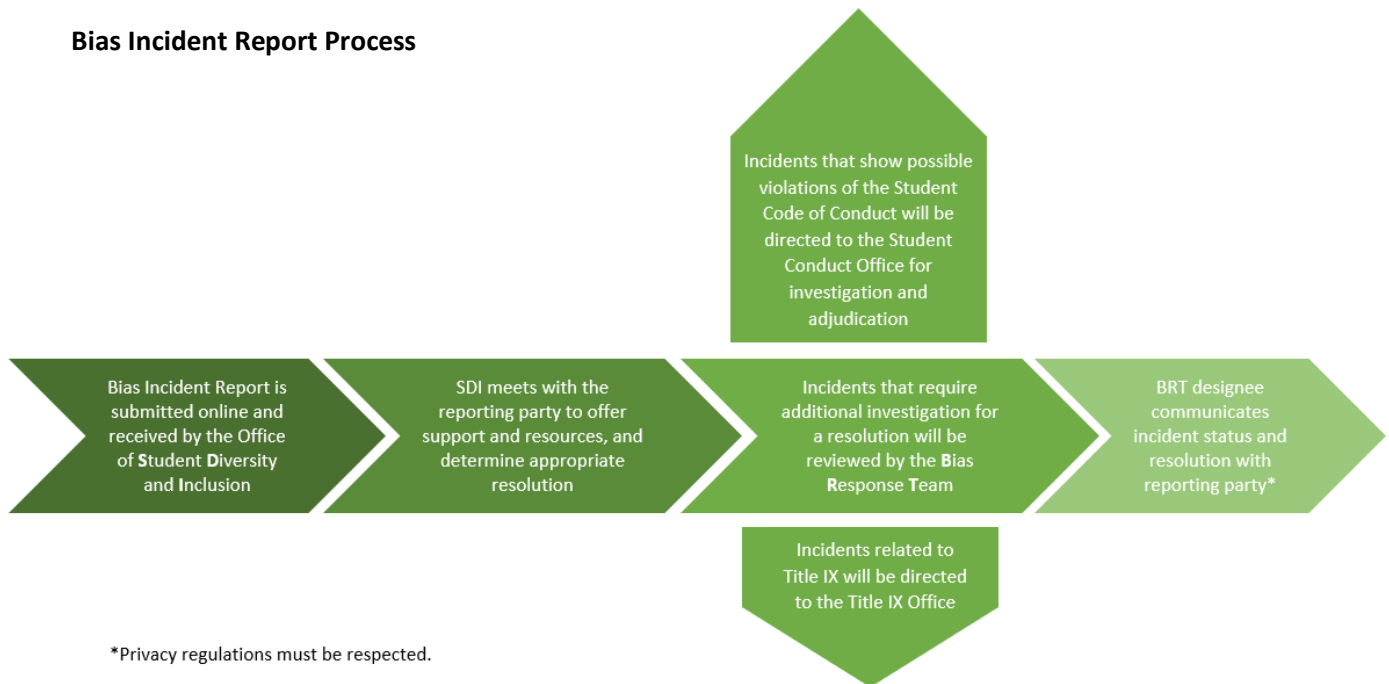 Bias Incident Report Process
Incidents that show possible
violations of the Student
Code of Conduct will be
directed to the Student
Conduct Office for
investigation and
adjudication
Bias Incident Report is
submitted online and
received by the Office
of Student Diversity
and Inclusion
SDI meets with the
reporting party to offer
support and resources, and
determine appropriate
resolution
Incidents that require
additional investigation for
a resolution will be
reviewed by the Bias
Response Team
BRT designee
communicates
incident status and
resolution with
reporting party*
Incidents related to
Title IX will be directed
to the Title IX Office
*Privacy regulations must be respected.